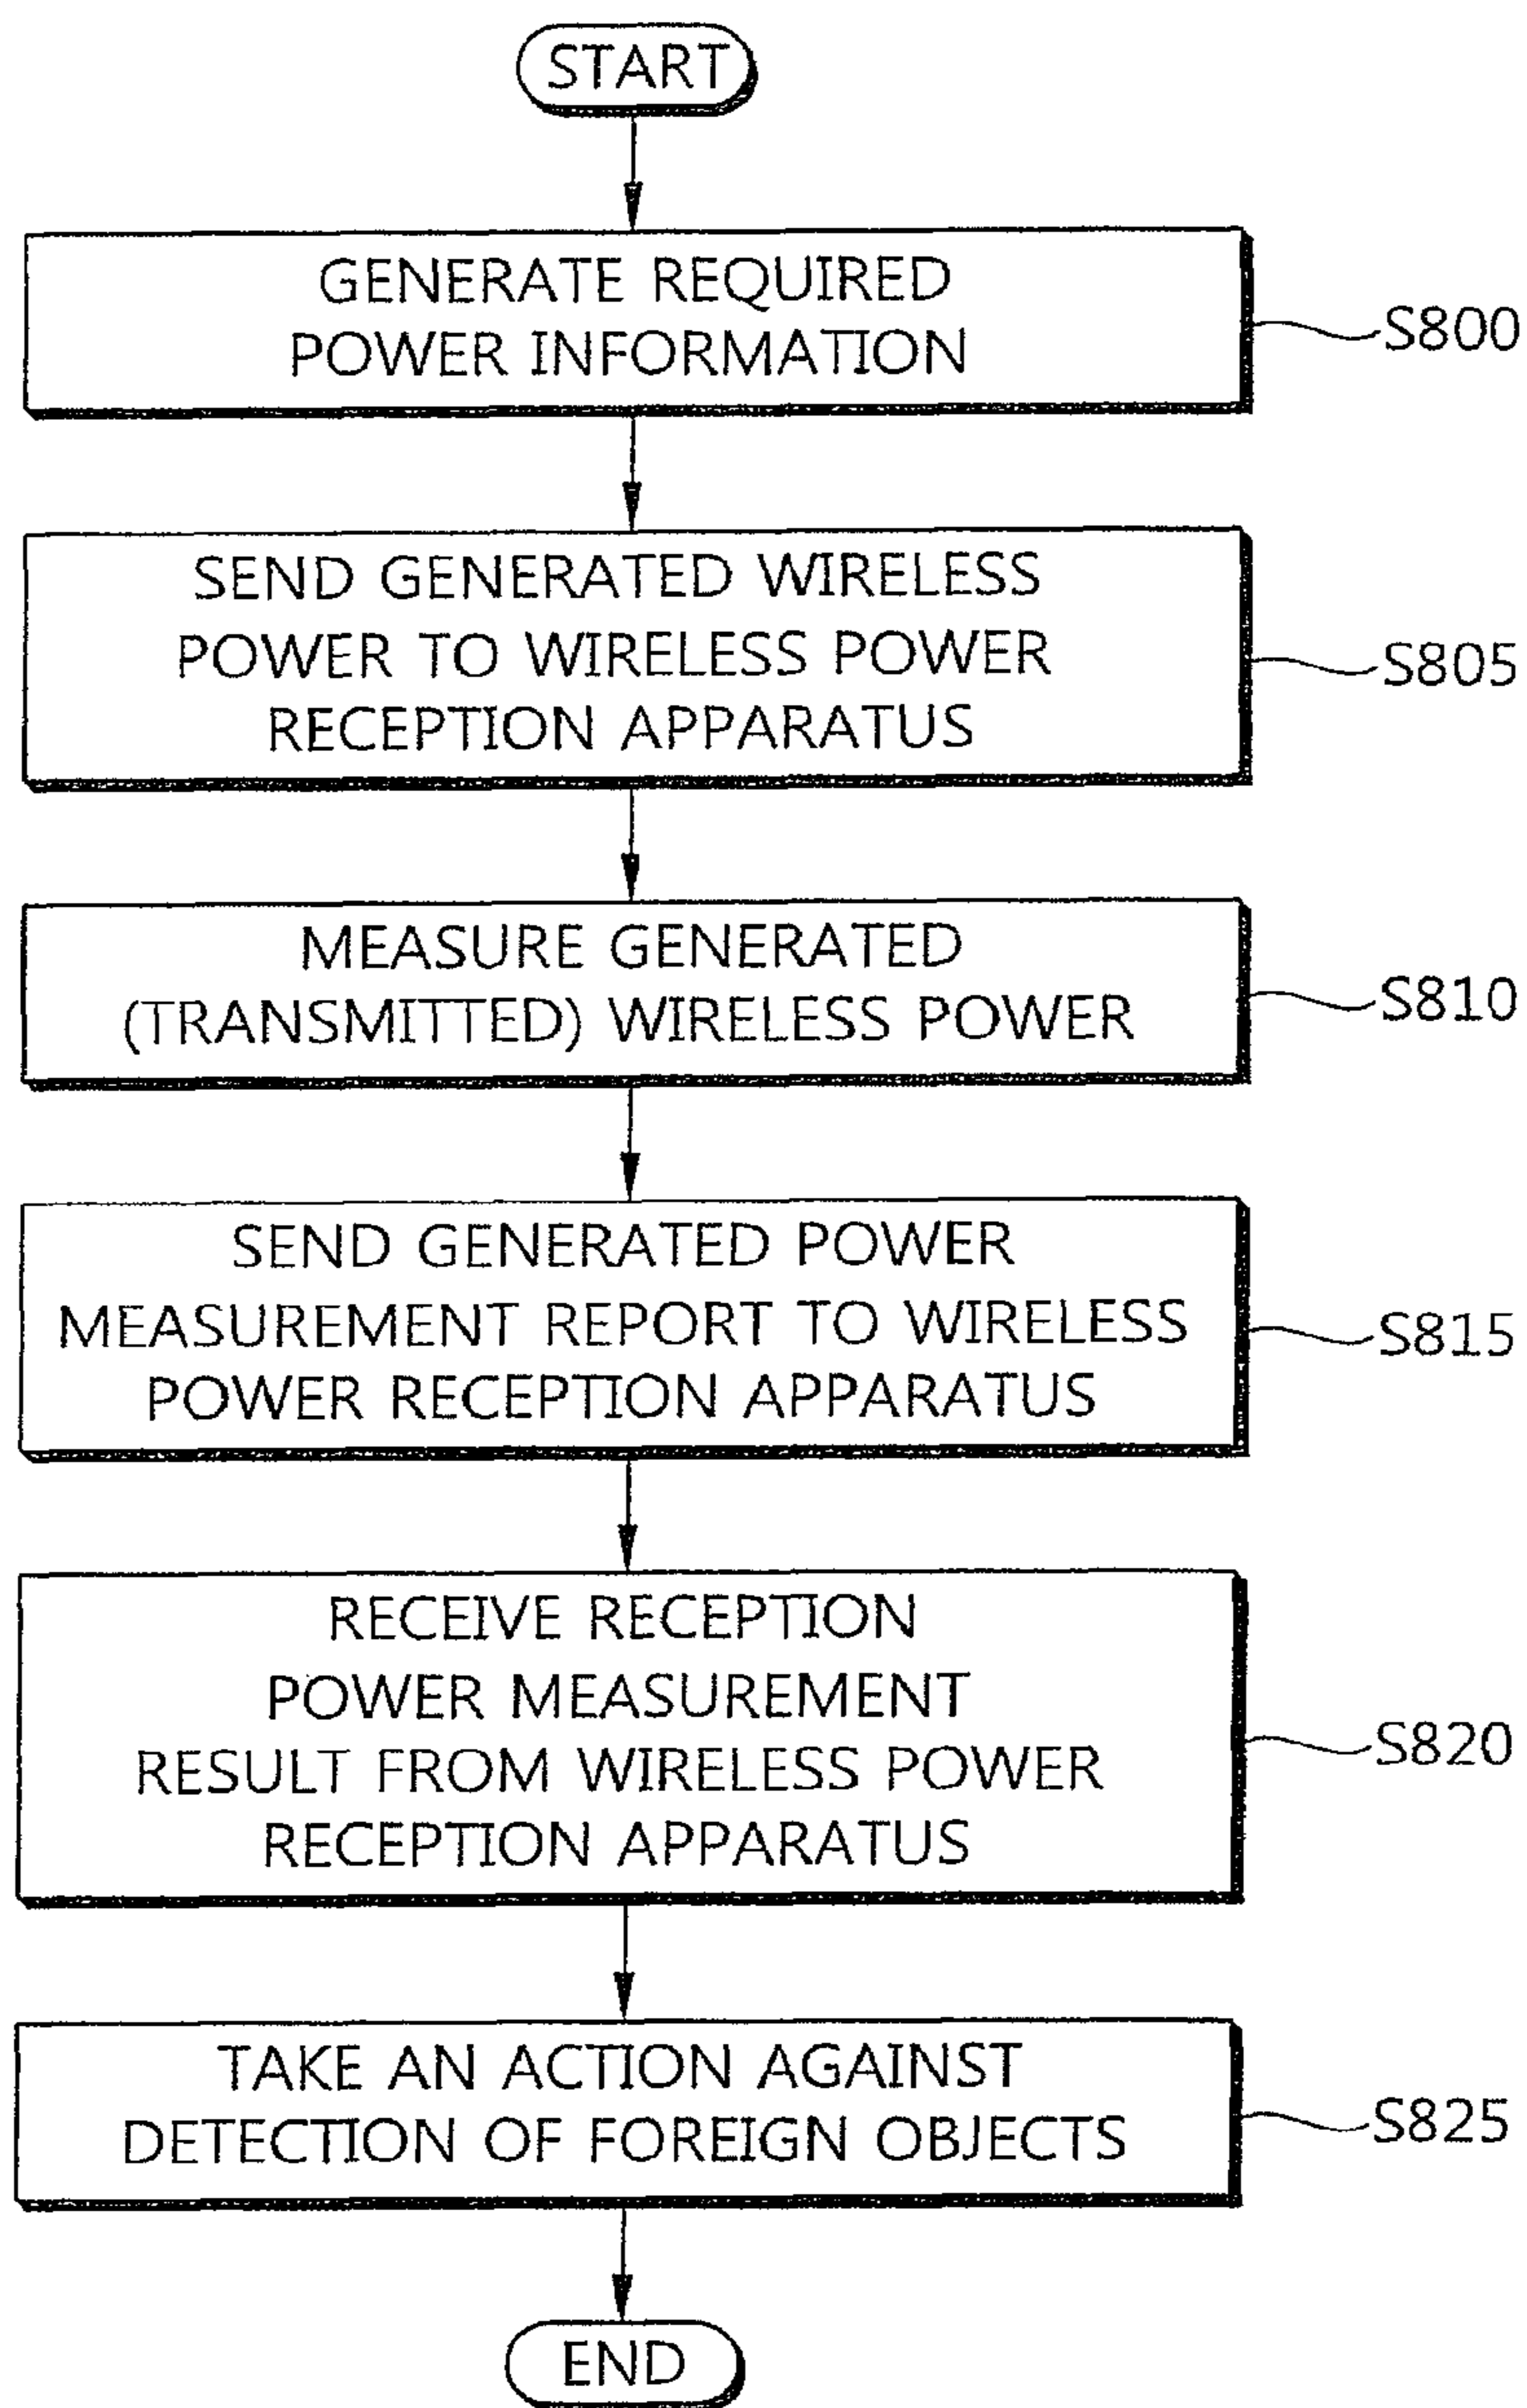 START
GENERATE REQUIRED
POWER INFORMATION
S800
SEND GENERATED WIRELESS
POWER TO WIRELESS POWER
RECEPTION APPARATUS
S805
MEASURE GENERATED
(TRANSMITTED) WIRELESS POWER
S810
SEND GENERATED POWER
MEASUREMENT REPORT TO WIRELESS
POWER RECEPTION APPARATUS
S815
RECEIVE RECEPTION
POWER MEASUREMENT
RESULT FROM WIRELESS POWER
RECEPTION APPARATUS
S820
TAKE AN ACTION AGAINST
DETECTION OF FOREIGN OBJECTS
S825
END